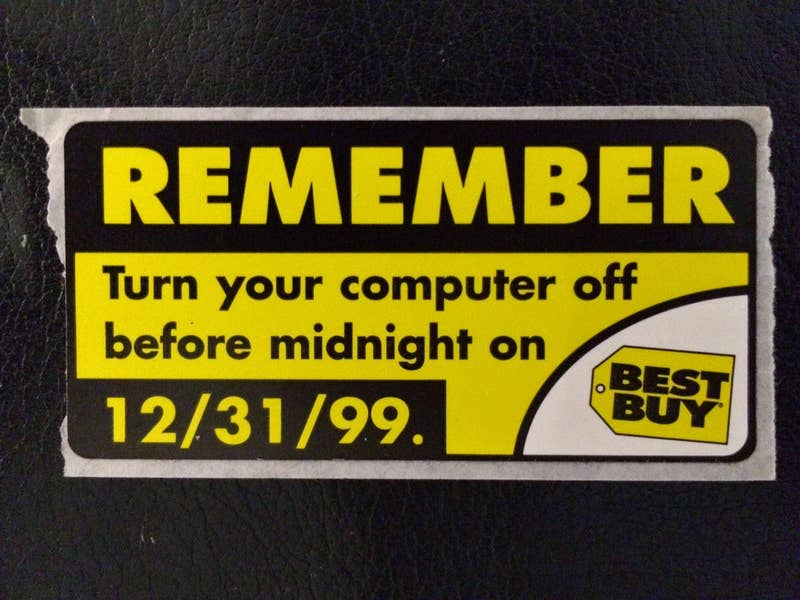 REMEMBER
Turn your computer off
before midnight on
12/31/99.
BEST
BUY